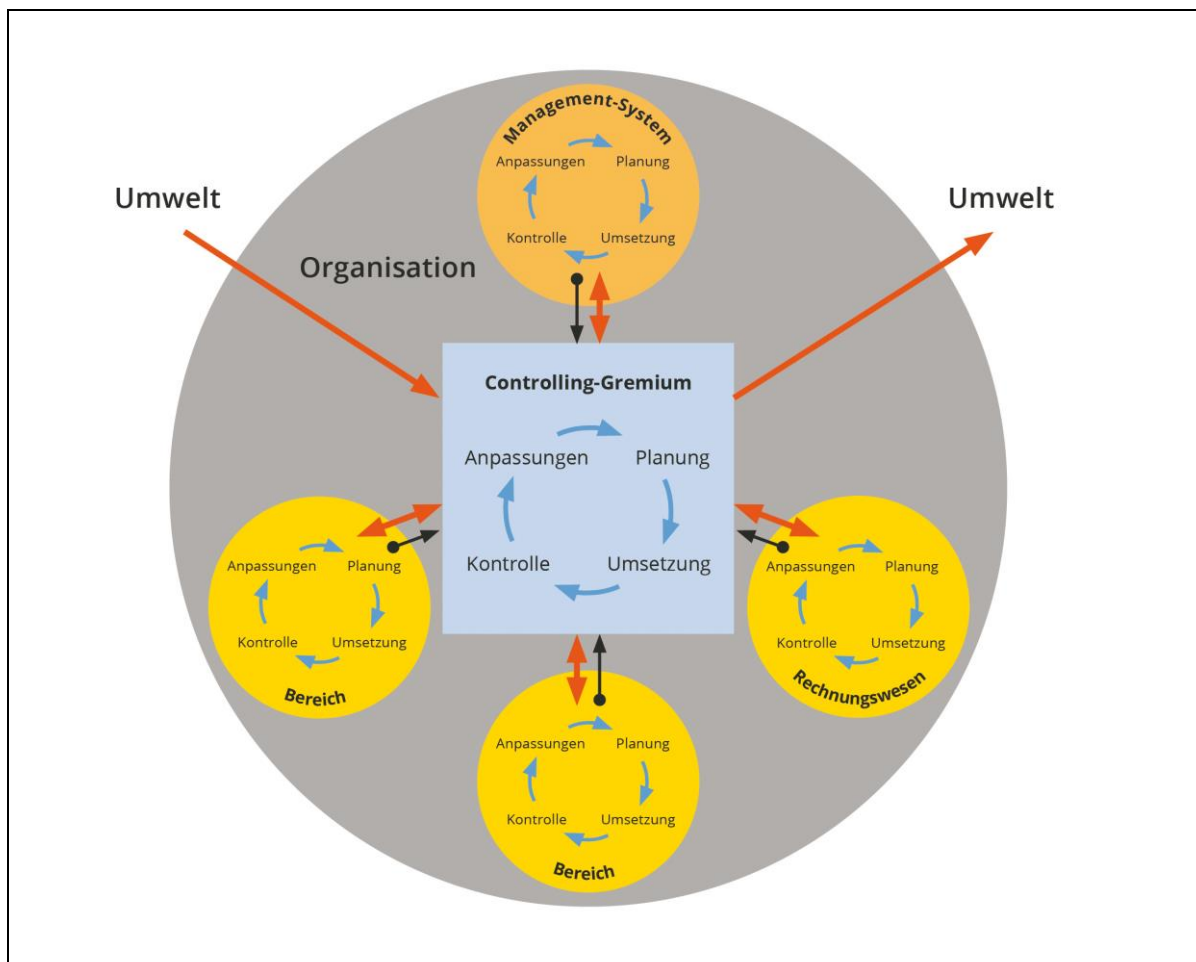 Management-System
Anpassungen Planung
Kontrolle Umsetzung
Umwelt
Umwelt
Organisation
Controlling-Gremium
Anpassungen Planung
Kontrolle Umsetzung
Anpassungen Planung
Kontrolle Umsetzung
Bereich
Anpassungen Planung
Kontrolle Umsetzung
Rechnungswesen
Anpassungen Planung
Kontrolle Umsetzung
Bereich